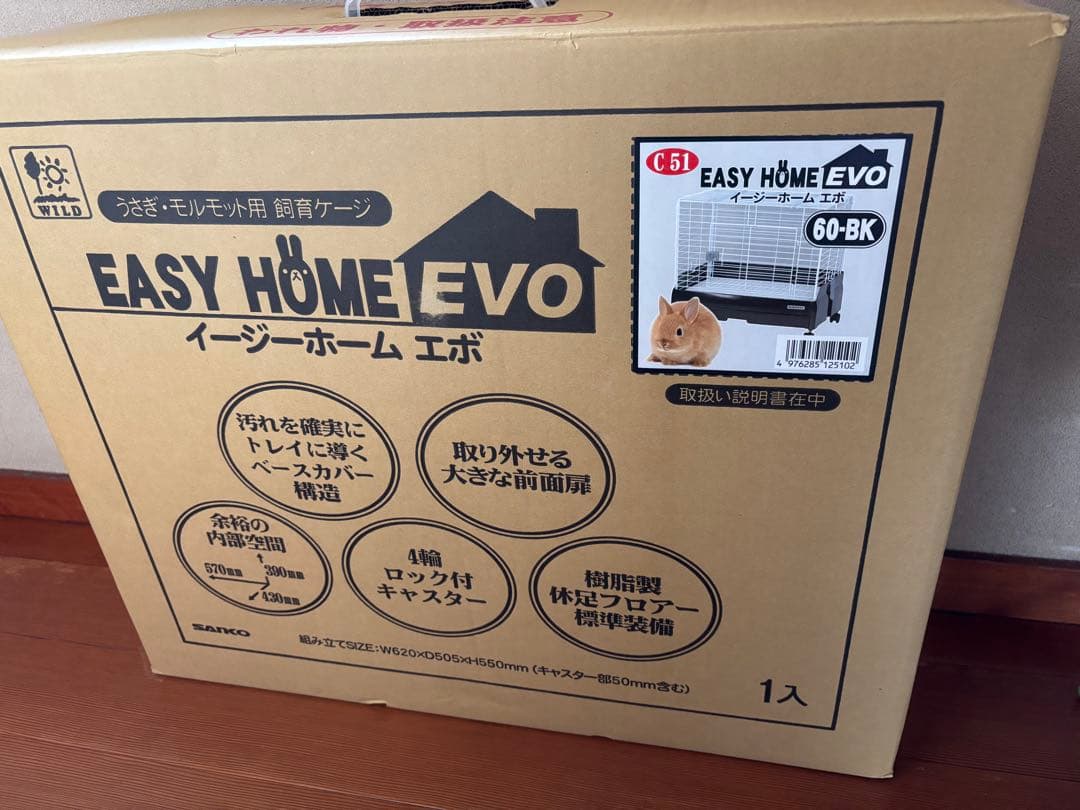 われ物・取扱注意
WILD
うさぎ・モルモット用 飼育ケージ
EASY HOME EVO
イージーホーム エボ
C-51
EASY HOME EVO
イージーホーム エボ
60-BK
4 976285 125102
取扱い説明書在中
汚れを確実に
トレイに導く
ベースカバー
構造
取り外せる
大きな前面扉
余裕の
内部空間
570mm
390mm
430mm
4輪
ロック付
キャスター
樹脂製
休足フロアー
標準装備
SANKO
組み立てSIZE:W620×D505×H550mm (キャスター部50mm含む)
1入